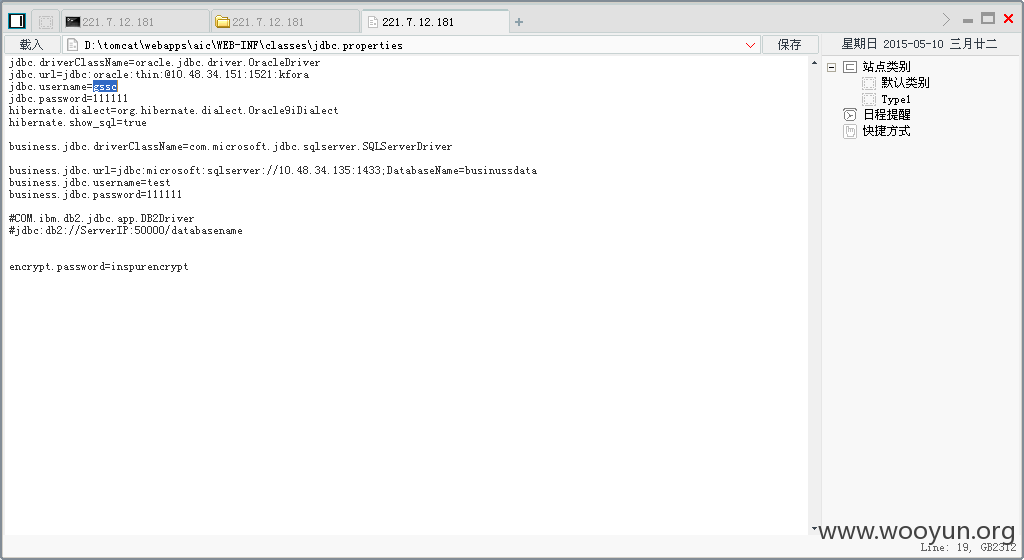 221.7.12.181
221.7.12.181
221.7.12.181
载入
D:\tomcat\webapps\aic\WEB-INF\classes\jdbc.properties
保存
星期日 2015-05-10 三月廿二
jdbc.driverClassName=oracle.jdbc.driver.OracleDriver
jdbc.url=jdbc:oracle:thin:@10.48.34.151:1521:kfora
jdbc.username=gssc
jdbc.password=111111
hibernate.dialect=org.hibernate.dialect.Oracle9iDialect
hibernate.show_sql=true
business.jdbc.driverClassName=com.microsoft.jdbc.sqlserver.SQLServerDriver
business.jdbc.url=jdbc:microsoft:sqlserver://10.48.34.135:1433;DatabaseName=businussdata
business.jdbc.username=test
business.jdbc.password=111111
#COM.ibm.db2.jdbc.app.DB2Driver
#jdbc:db2://ServerIP:50000/databasename
encrypt.password=inspurencrypt
站点类别
默认类别
Type1
日程提醒
快捷方式
www.wooyun.org
Line: 19, GB2312